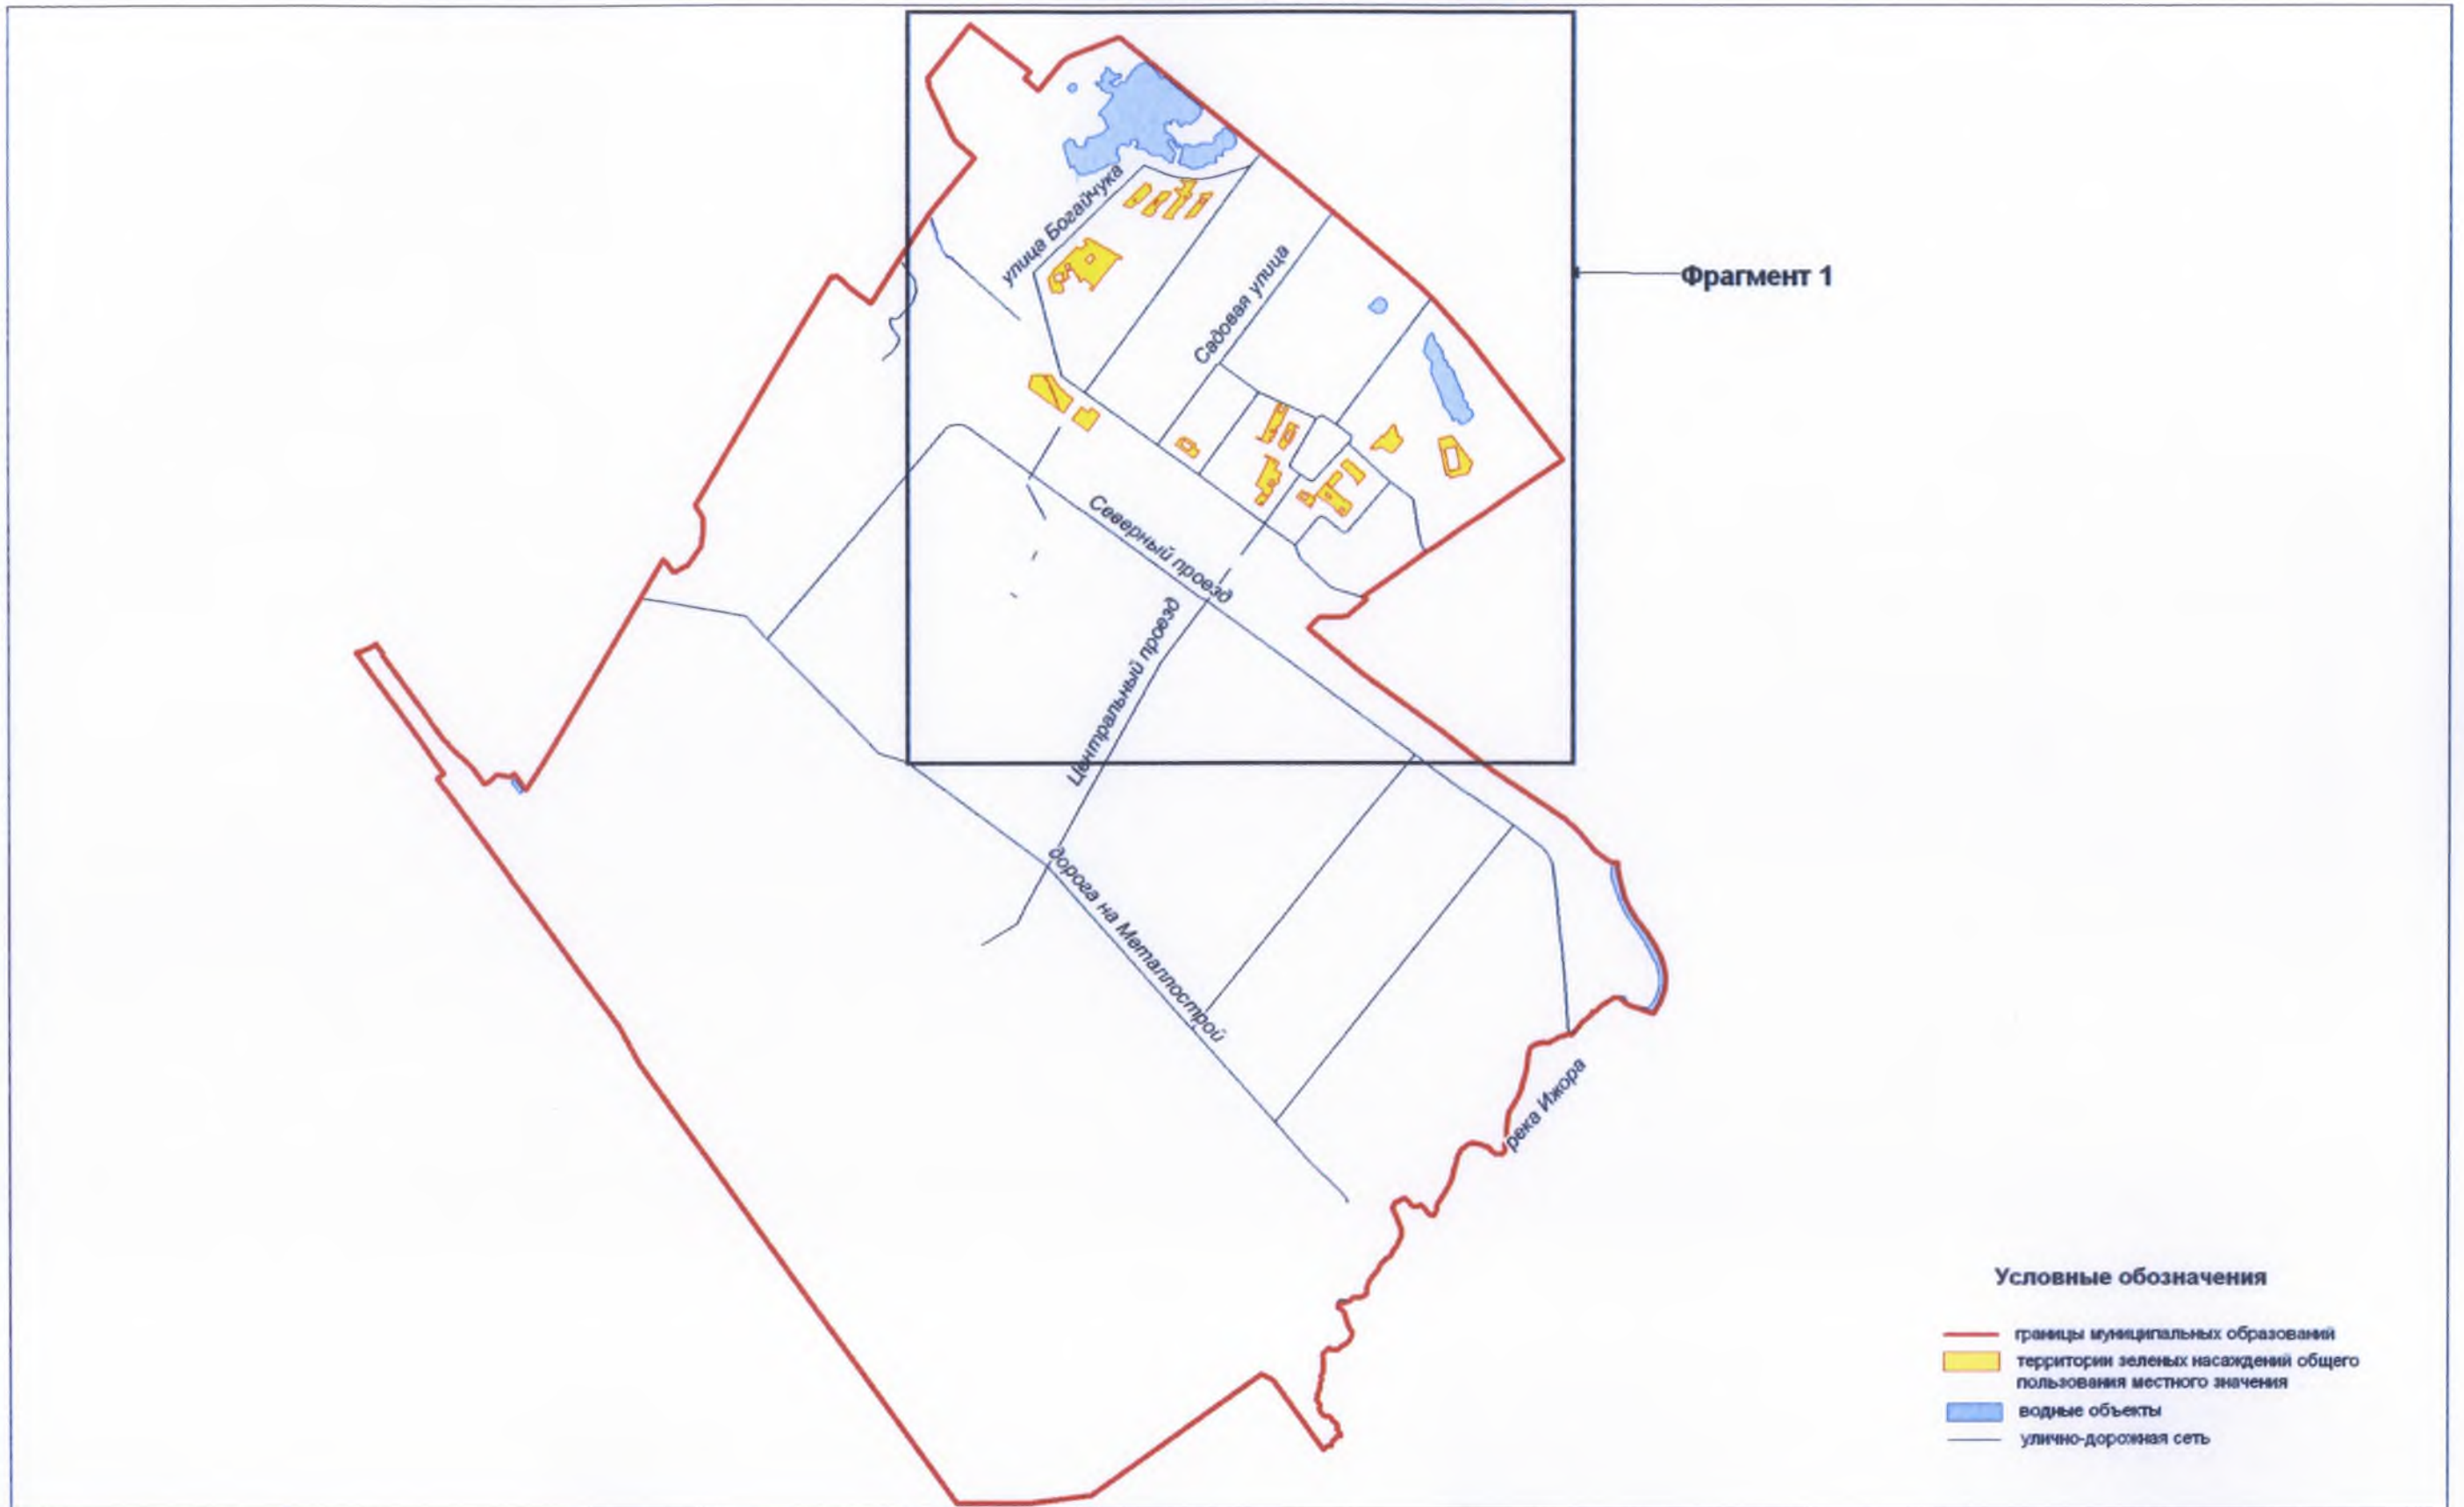 улица Богайчука
Садовая улица
Фрагмент 1
Северный проезд
Центральный проезд
дорога на Металлострой
река Ижора
Условные обозначения
границы муниципальных образований
территории зеленых насаждений общего
пользования местного значения
водные объекты
улично-дорожная сеть